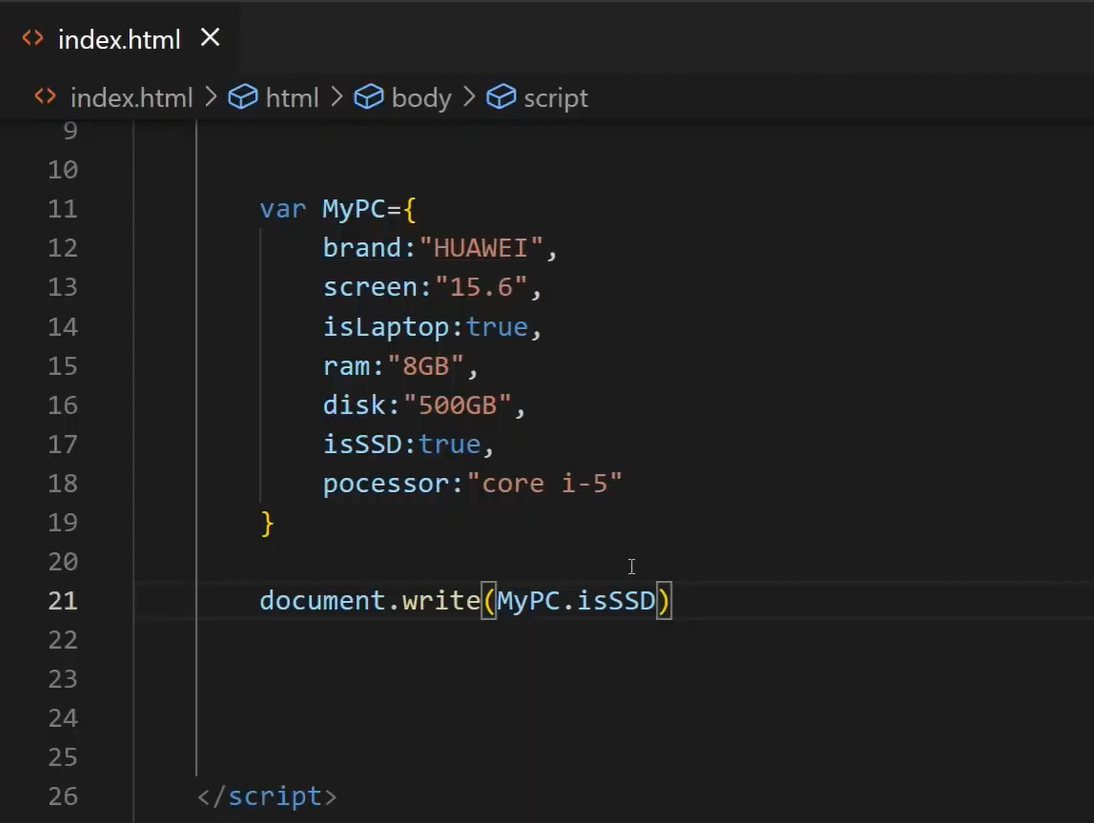 index.html
index.html > html > body > script
9
10
11 var MyPC={
12 brand:"HUAWEI",
13 screen:"15.6",
14 isLaptop:true,
15 ram:"8GB",
16 disk:"500GB",
17 isSSD:true,
18 pocessor:"core i-5"
19 }
20
21 document.write(MyPC.isSSD)
22
23
24
25
26 </script>